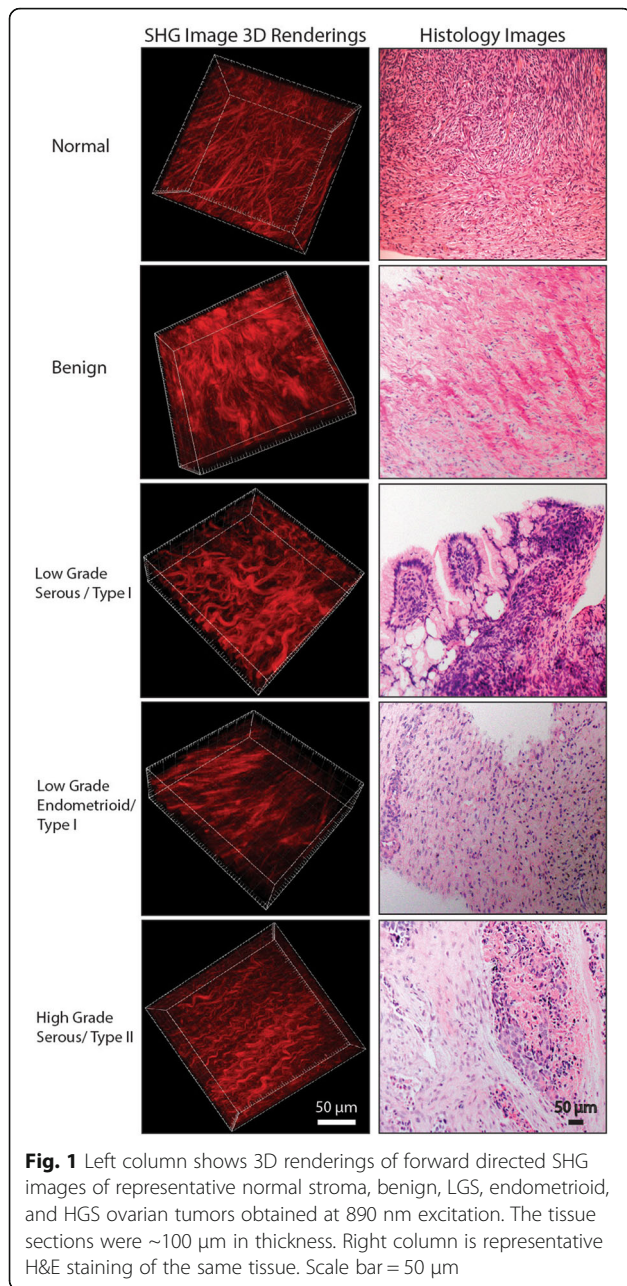 SHG Image 3D Renderings
Histology Images
Normal
Benign
Low Grade
Serous / Type I
Low Grade
Endometrioid/
Type I
High Grade
Serous/ Type II
50 µm
50 µm
Fig. 1 Left column shows 3D renderings of forward directed SHG
images of representative normal stroma, benign, LGS, endometrioid,
and HGS ovarian tumors obtained at 890 nm excitation. The tissue
sections were ~100 µm in thickness. Right column is representative
H&E staining of the same tissue. Scale bar = 50 µm